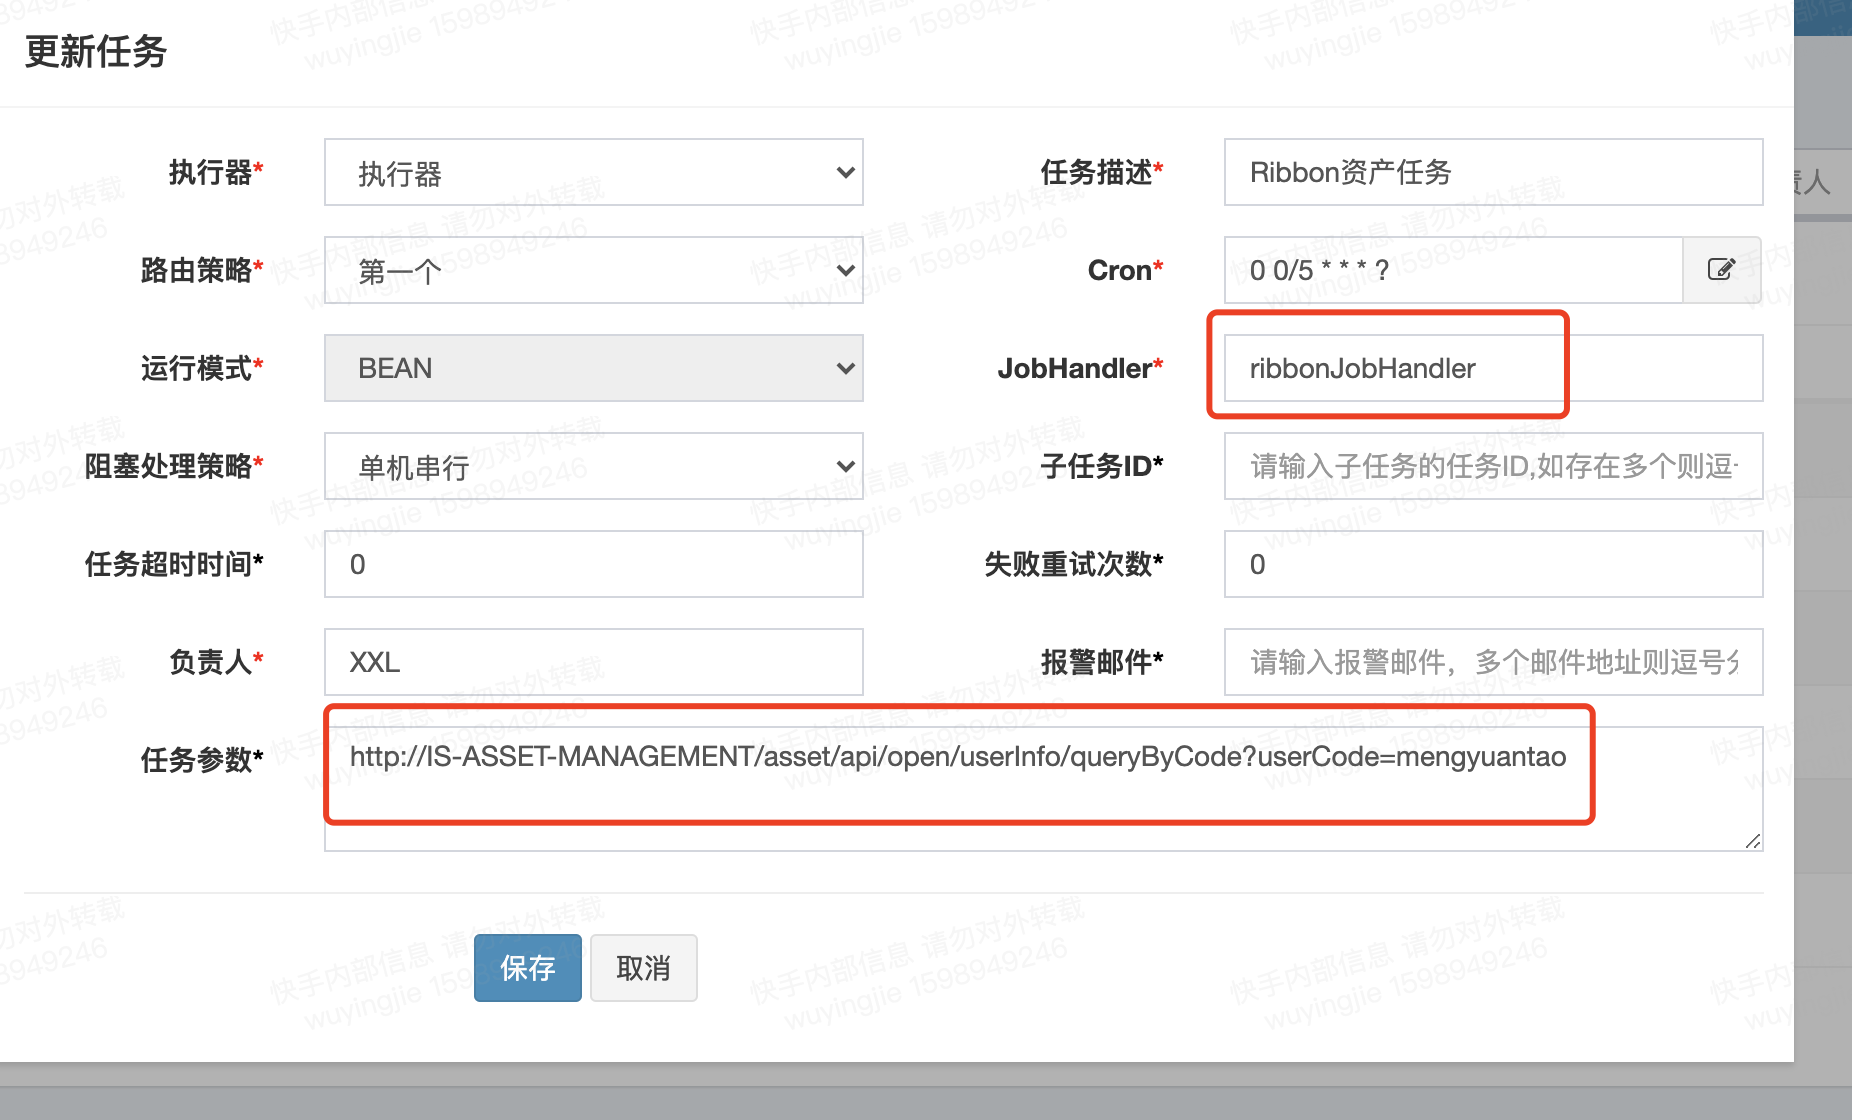 更新任务
执行器* 执行器 任务描述* Ribbon资产任务
责人
路由策略* 第一个 Cron* 0 0/5 * * * ?
运行模式* BEAN JobHandler* ribbonJobHandler
阻塞处理策略* 单机串行 子任务ID* 请输入子任务的任务ID,如存在多个则逗
任务超时时间* 0 失败重试次数* 0
负责人* XXL 报警邮件* 请输入报警邮件，多个邮件地址则逗号分
任务参数* http://IS-ASSET-MANAGEMENT/asset/api/open/userInfo/queryByCode?userCode=mengyuantao
保存 取消
快手内部信息 请勿对外转载
wuyingjie 1598949246